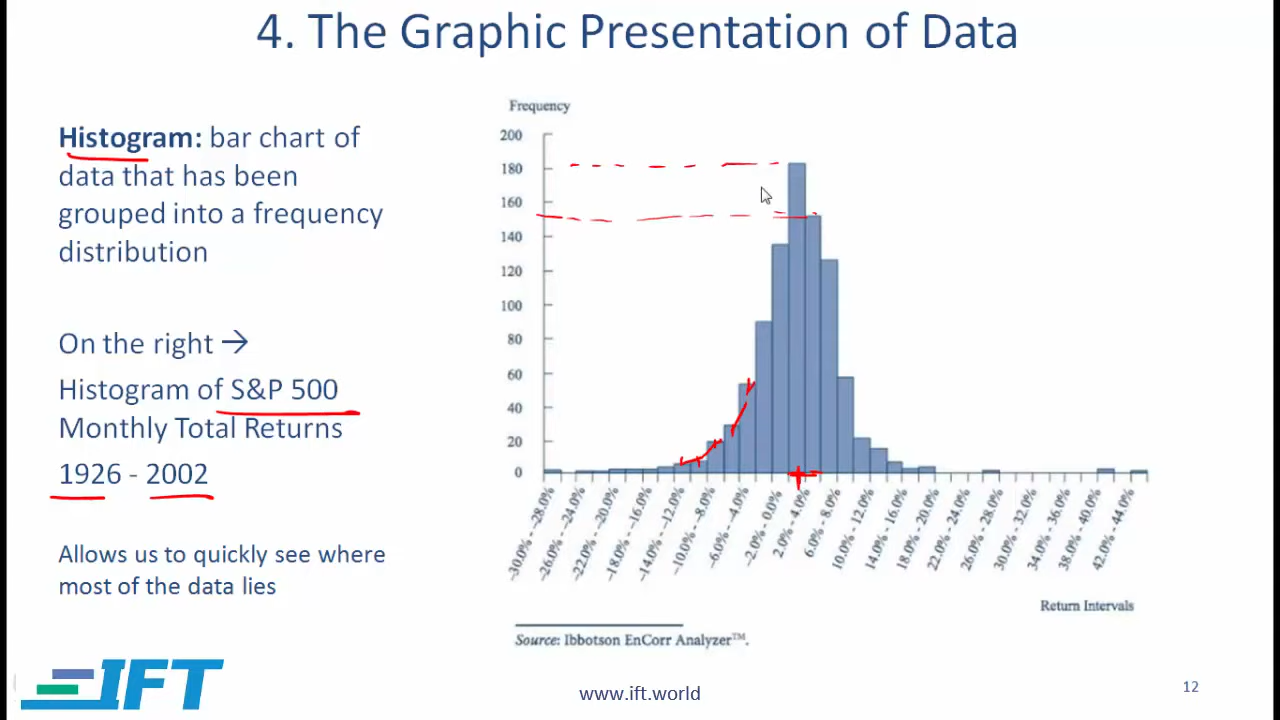 4. The Graphic Presentation of Data
Histogram: bar chart of
data that has been
grouped into a frequency
distribution
On the right →
Histogram of S&P 500
Monthly Total Returns
1926 - 2002
Allows us to quickly see where
most of the data lies
Frequency
200
180
160
140
120
100
80
60
40
20
0
–30.0% - –28.0%
–26.0% - –24.0%
–22.0% - –20.0%
–18.0% - –16.0%
–14.0% - –12.0%
–10.0% - –8.0%
–6.0% - –4.0%
–2.0% - 0.0%
2.0% - 4.0%
6.0% - 8.0%
10.0% - 12.0%
14.0% - 16.0%
18.0% - 20.0%
22.0% - 24.0%
26.0% - 28.0%
30.0% - 32.0%
34.0% - 36.0%
38.0% - 40.0%
42.0% - 44.0%
Return Intervals
Source: Ibbotson EnCorr Analyzer™.
IFT
www.ift.world
12